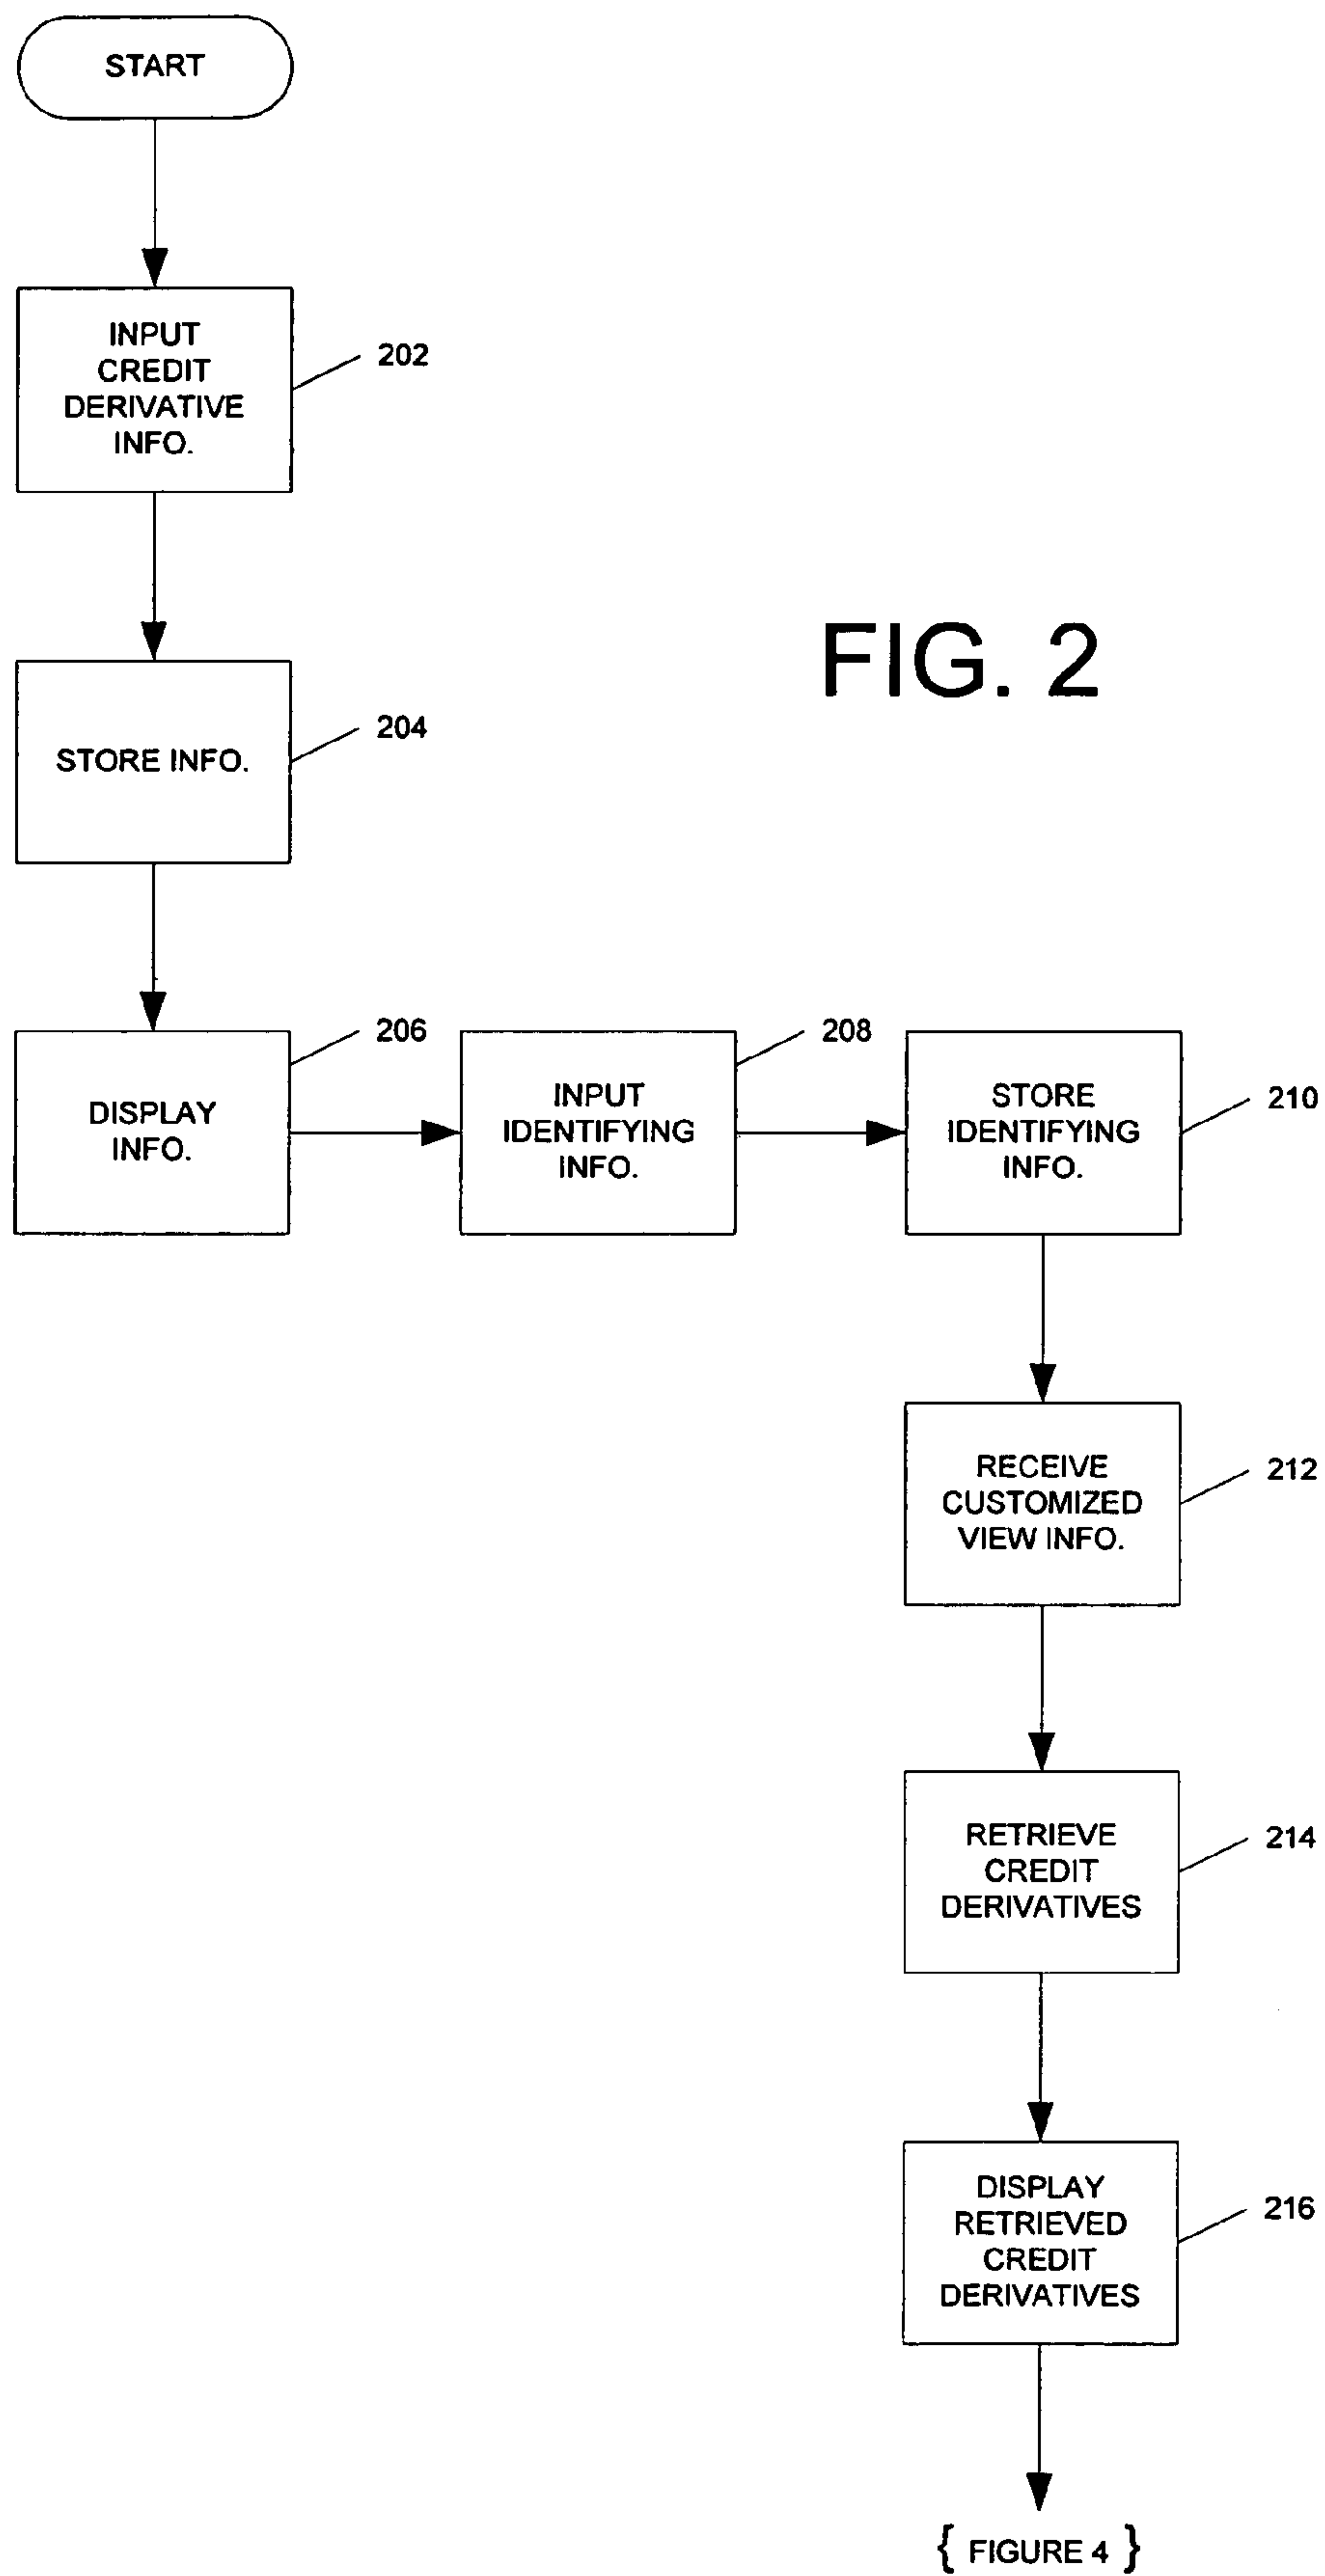 START
INPUT
CREDIT
DERIVATIVE
INFO.
202
FIG. 2
STORE INFO.
204
DISPLAY
INFO.
206
INPUT
IDENTIFYING
INFO.
208
STORE
IDENTIFYING
INFO.
210
RECEIVE
CUSTOMIZED
VIEW INFO.
212
RETRIEVE
CREDIT
DERIVATIVES
214
DISPLAY
RETRIEVED
CREDIT
DERIVATIVES
216
{ FIGURE 4 }